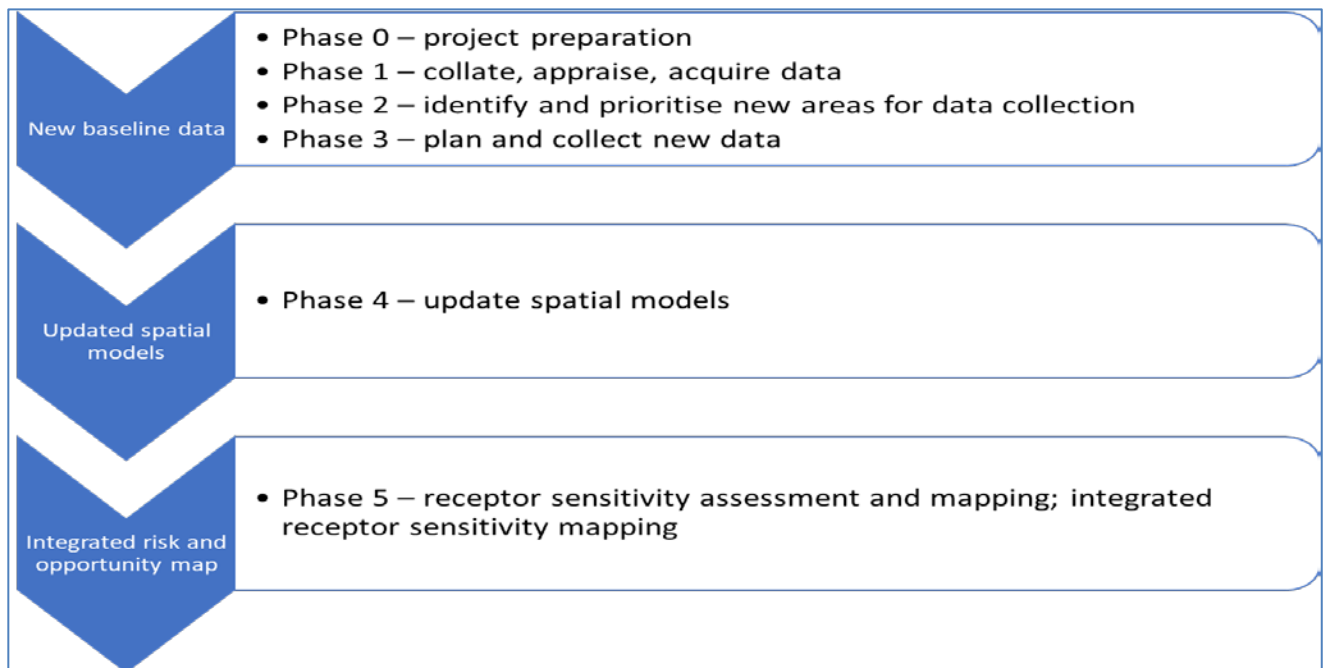 New baseline data
• Phase 0 – project preparation
• Phase 1 – collate, appraise, acquire data
• Phase 2 – identify and prioritise new areas for data collection
• Phase 3 – plan and collect new data
Updated spatial
models
• Phase 4 – update spatial models
Integrated risk and
opportunity map
• Phase 5 – receptor sensitivity assessment and mapping; integrated
receptor sensitivity mapping